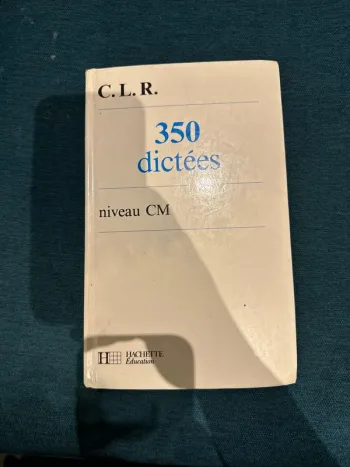 C. L. R.
350
dictées
niveau CM
H HACHETTE
Éducation